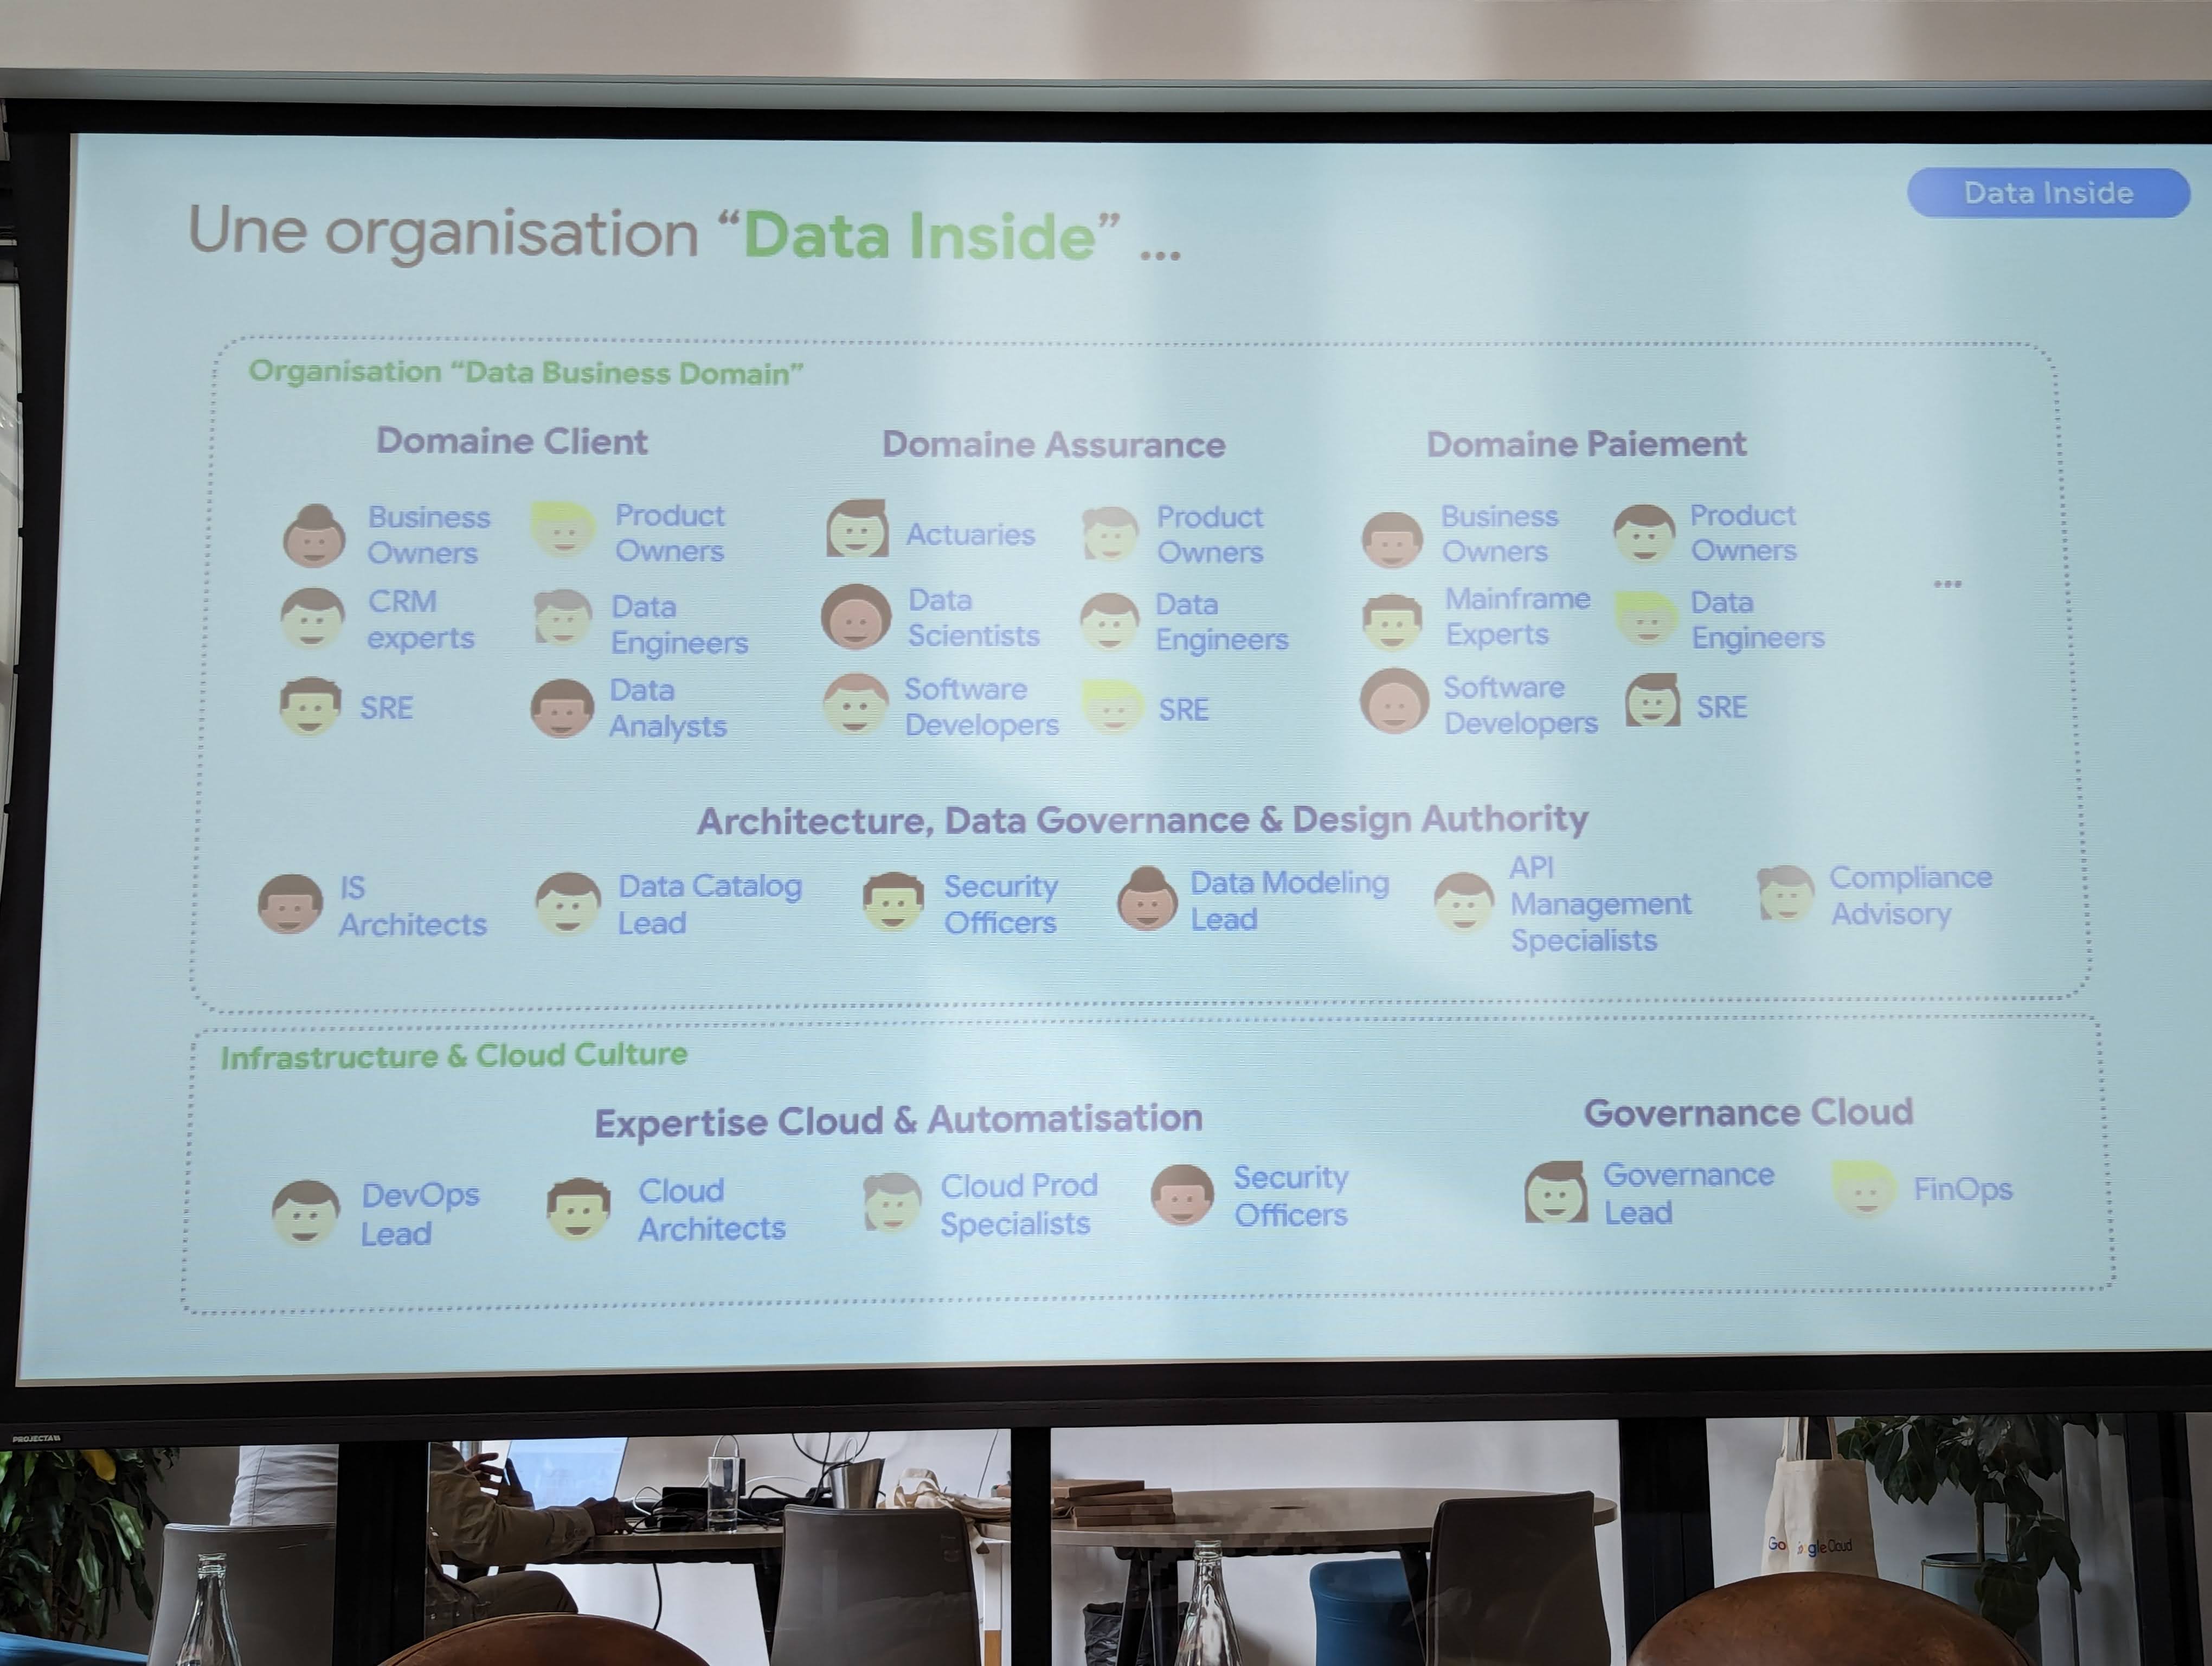 Data Inside
Une organisation “Data Inside” ...
Organisation “Data Business Domain”
Domaine Client
Business
Owners
Product
Owners
CRM
experts
Data
Engineers
SRE
Data
Analysts
Domaine Assurance
Actuaries
Product
Owners
Data
Scientists
Data
Engineers
Software
Developers
SRE
Domaine Paiement
Business
Owners
Product
Owners
Mainframe
Experts
Data
Engineers
Software
Developers
SRE
...
Architecture, Data Governance & Design Authority
IS
Architects
Data Catalog
Lead
Security
Officers
Data Modeling
Lead
API
Management
Specialists
Compliance
Advisory
Infrastructure & Cloud Culture
Expertise Cloud & Automatisation
DevOps
Lead
Cloud
Architects
Cloud Prod
Specialists
Security
Officers
Governance Cloud
Governance
Lead
FinOps
PROJECTA
Google Cloud